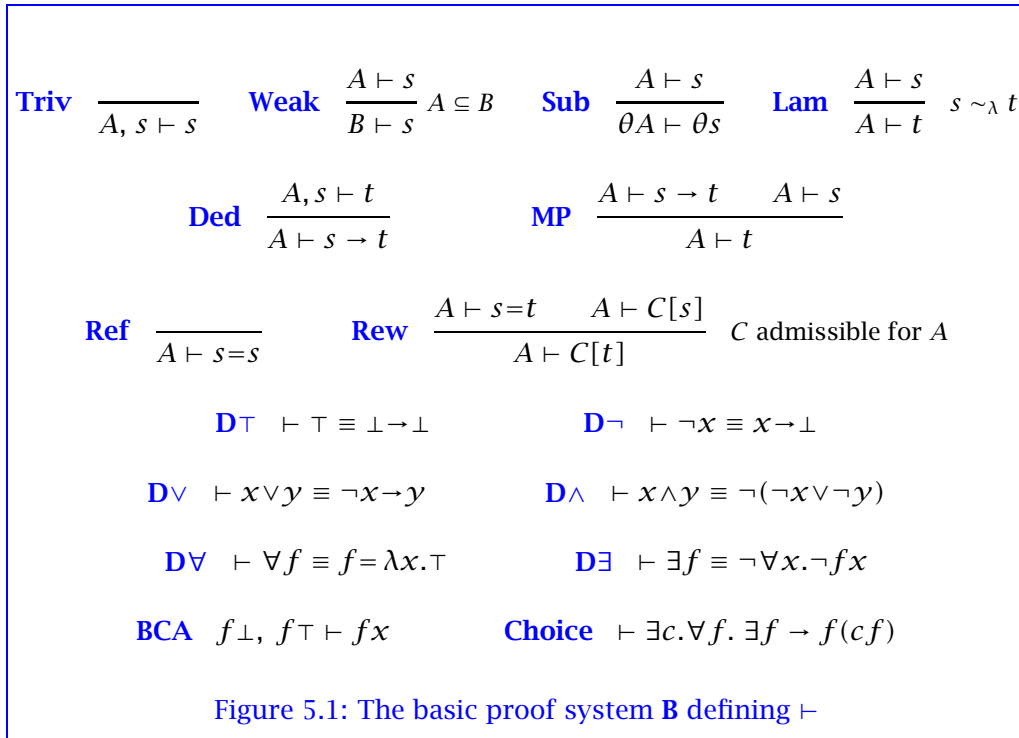 Triv A, s ⊢ s Weak A ⊢ s / B ⊢ s A ⊆ B Sub A ⊢ s / θA ⊢ θs Lam A ⊢ s / A ⊢ t s ∼λ t
Ded A, s ⊢ t / A ⊢ s → t MP A ⊢ s → t A ⊢ s / A ⊢ t
Ref A ⊢ s=s Rew A ⊢ s=t A ⊢ C[s] / A ⊢ C[t] C admissible for A
D⊤ ⊢ ⊤ ≡ ⊥→⊥ D¬ ⊢ ¬x ≡ x→⊥
D∨ ⊢ x∨y ≡ ¬x→y D∧ ⊢ x∧y ≡ ¬(¬x∨¬y)
D∀ ⊢ ∀f ≡ f=λx.⊤ D∃ ⊢ ∃f ≡ ¬∀x.¬fx
BCA f⊥, f⊤ ⊢ fx Choice ⊢ ∃c.∀f. ∃f → f(cf)
Figure 5.1: The basic proof system B defining ⊢